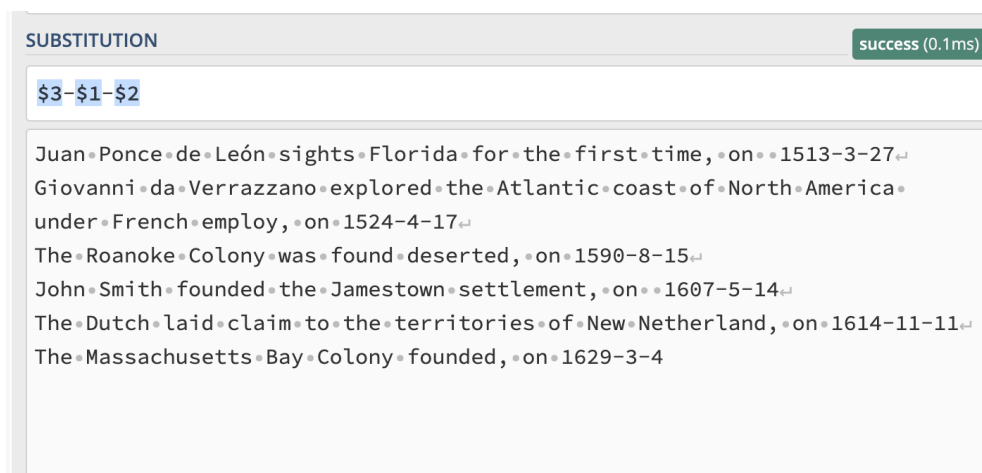 SUBSTITUTION
success (0.1ms)
$3-$1-$2
Juan•Ponce•de•León•sights•Florida•for•the•first•time,•on••1513-3-27↵
Giovanni•da•Verrazzano•explored•the•Atlantic•coast•of•North•America•
under•French•employ,•on•1524-4-17↵
The•Roanoke•Colony•was•found•deserted,•on•1590-8-15↵
John•Smith•founded•the•Jamestown•settlement,•on••1607-5-14↵
The•Dutch•laid•claim•to•the•territories•of•New•Netherland,•on•1614-11-11↵
The•Massachusetts•Bay•Colony•founded,•on•1629-3-4